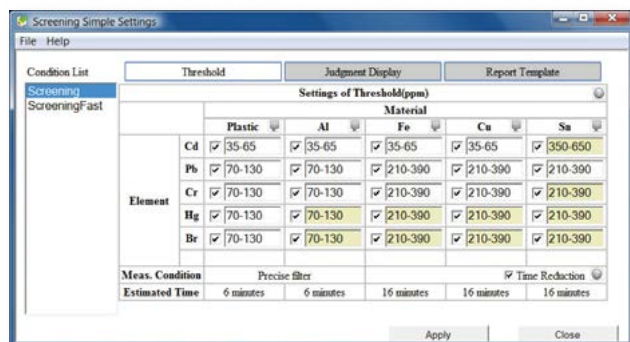 Screening Simple Settings
File Help
Condition List
Screening
ScreeningFast
Threshold Judgment Display Report Template
Settings of Threshold(ppm)
Material
Plastic Al Fe Cu Sn
Element
Cd 35-65 35-65 35-65 35-65 350-650
Pb 70-130 70-130 210-390 210-390 210-390
Cr 70-130 70-130 210-390 210-390 210-390
Hg 70-130 70-130 210-390 210-390 210-390
Br 70-130 70-130 210-390 210-390 210-390
Meas. Condition Precise filter Time Reduction
Estimated Time 6 minutes 6 minutes 16 minutes 16 minutes 16 minutes
Apply Close